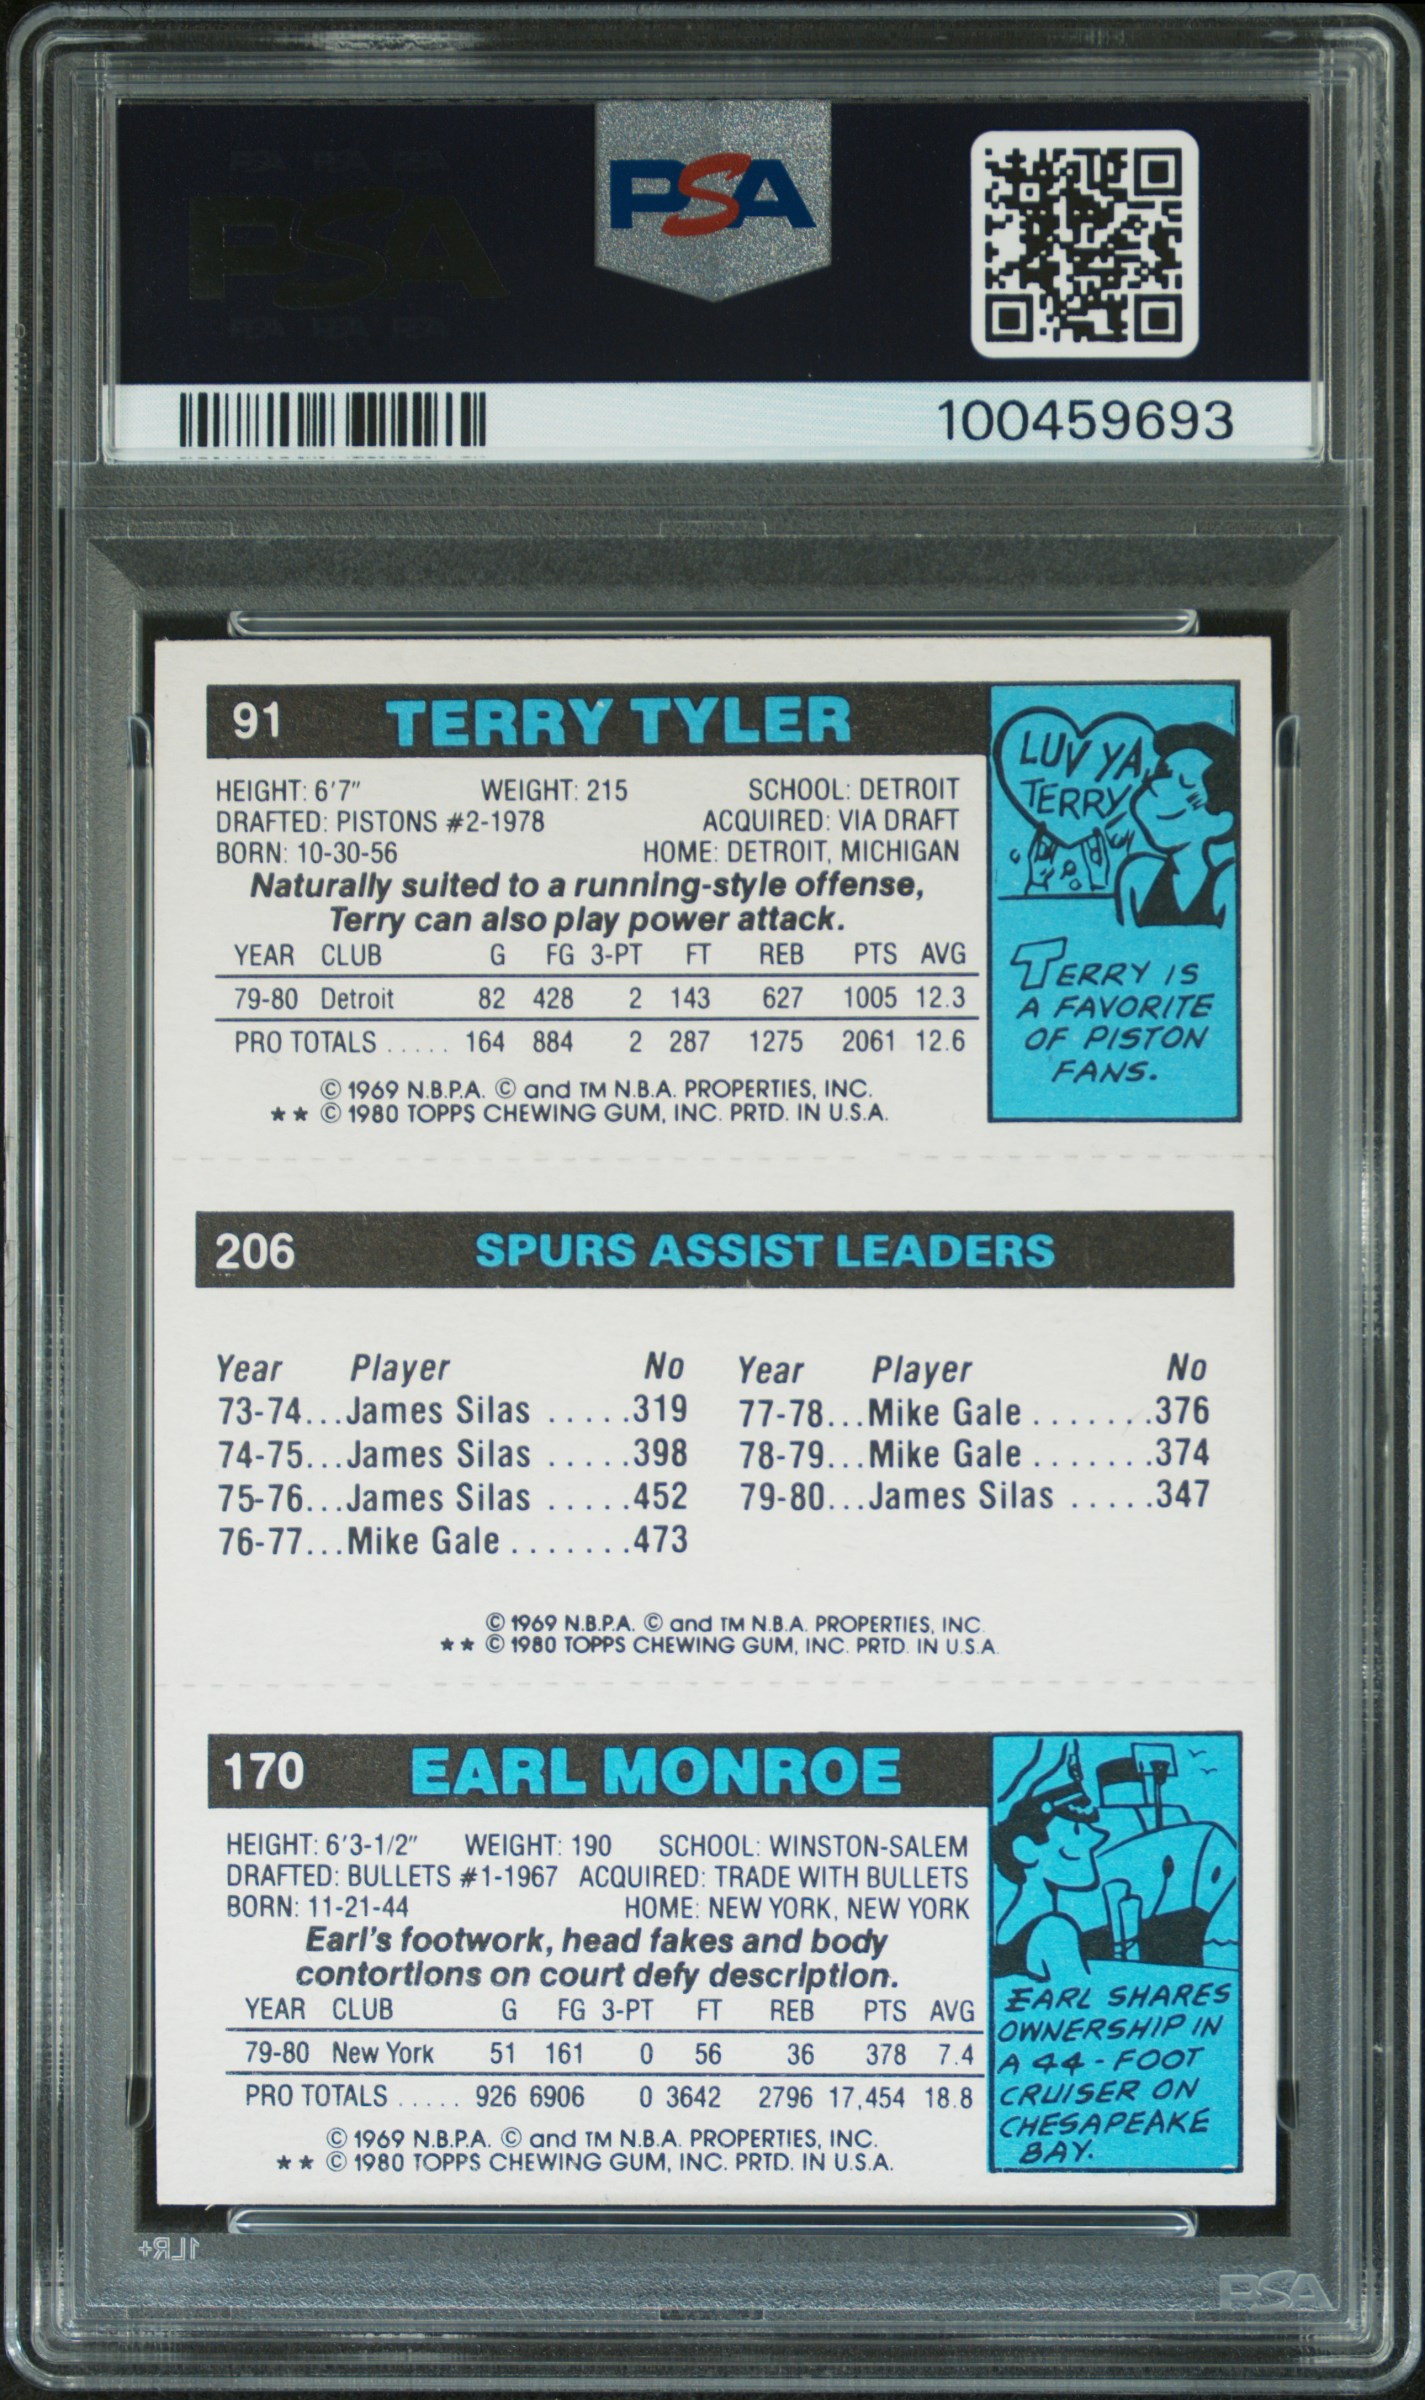 PSA
PSA
100459693
91 TERRY TYLER
HEIGHT: 6'7" WEIGHT: 215 SCHOOL: DETROIT
DRAFTED: PISTONS #2-1978 ACQUIRED: VIA DRAFT
BORN: 10-30-56 HOME: DETROIT, MICHIGAN
Naturally suited to a running-style offense,
Terry can also play power attack.
YEAR CLUB G FG 3-PT FT REB PTS AVG
79-80 Detroit 82 428 2 143 627 1005 12.3
PRO TOTALS ..... 164 884 2 287 1275 2061 12.6
© 1969 N.B.P.A. © and TM N.B.A. PROPERTIES, INC.
★★ © 1980 TOPPS CHEWING GUM, INC. PRTD. IN U.S.A.
LUV YA,
TERRY
TERRY IS
A FAVORITE
OF PISTON
FANS.
206 SPURS ASSIST LEADERS
Year Player No Year Player No
73-74...James Silas .....319 77-78...Mike Gale .......376
74-75...James Silas .....398 78-79...Mike Gale .......374
75-76...James Silas .....452 79-80...James Silas .....347
76-77...Mike Gale .......473
© 1969 N.B.P.A. © and TM N.B.A. PROPERTIES, INC.
★★ © 1980 TOPPS CHEWING GUM, INC. PRTD. IN U.S.A.
170 EARL MONROE
HEIGHT: 6'3-1/2" WEIGHT: 190 SCHOOL: WINSTON-SALEM
DRAFTED: BULLETS #1-1967 ACQUIRED: TRADE WITH BULLETS
BORN: 11-21-44 HOME: NEW YORK, NEW YORK
Earl's footwork, head fakes and body
contortions on court defy description.
YEAR CLUB G FG 3-PT FT REB PTS AVG
79-80 New York 51 161 0 56 36 378 7.4
PRO TOTALS ..... 926 6906 0 3642 2796 17,454 18.8
© 1969 N.B.P.A. © and TM N.B.A. PROPERTIES, INC.
★★ © 1980 TOPPS CHEWING GUM, INC. PRTD. IN U.S.A.
EARL SHARES
OWNERSHIP IN
A 44-FOOT
CRUISER ON
CHESAPEAKE
BAY.
1LR+
PSA